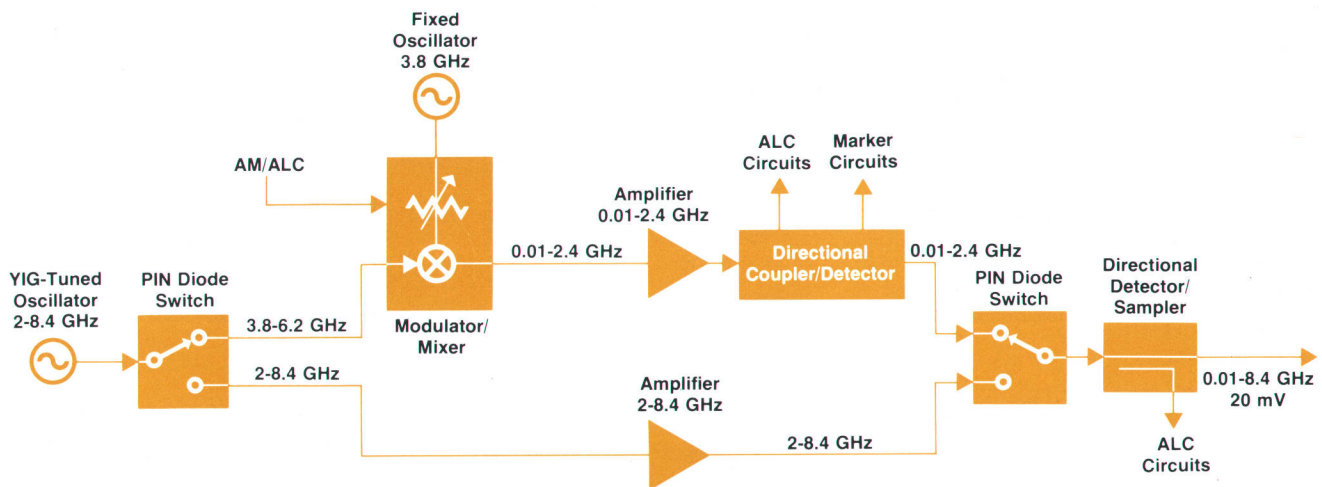 Fixed
Oscillator
3.8 GHz
AM/ALC
ALC
Circuits
Marker
Circuits
Amplifier
0.01-2.4 GHz
0.01-2.4 GHz
Directional
Coupler/Detector
0.01-2.4 GHz
YIG-Tuned
Oscillator
2-8.4 GHz
PIN Diode
Switch
3.8-6.2 GHz
Modulator/
Mixer
2-8.4 GHz
Amplifier
2-8.4 GHz
2-8.4 GHz
PIN Diode
Switch
Directional
Detector/
Sampler
0.01-8.4 GHz
20 mV
ALC
Circuits